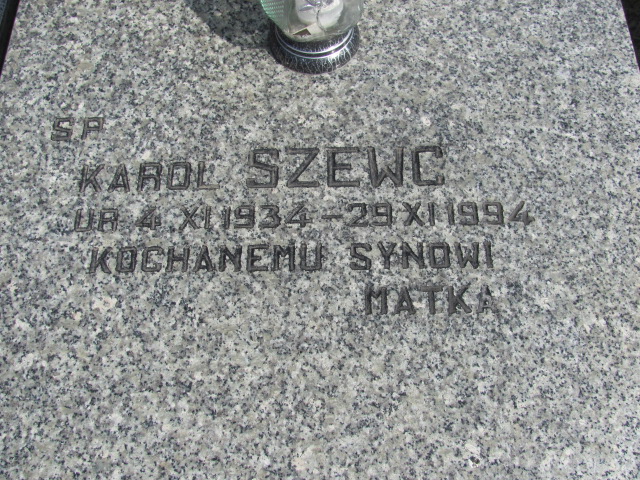 SP
KAROL SZEWC
UR 4 XI 1934 - 29 XI 1994
KOCHANEMU SYNOWI
MATKA